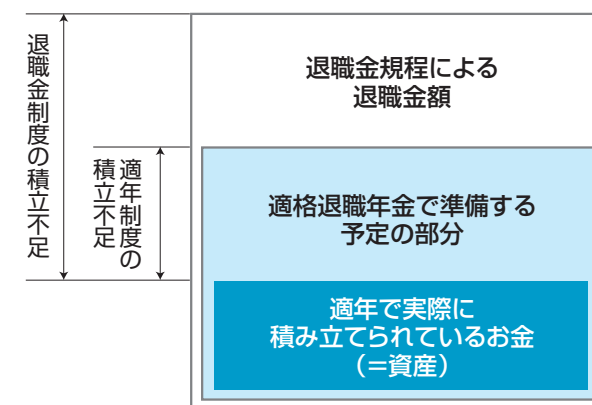 退職金制度の積立不足
適年制度の
積立不足
退職金規程による
退職金額
適格退職年金で準備する
予定の部分
適年で実際に
積み立てられているお金
（＝資産）